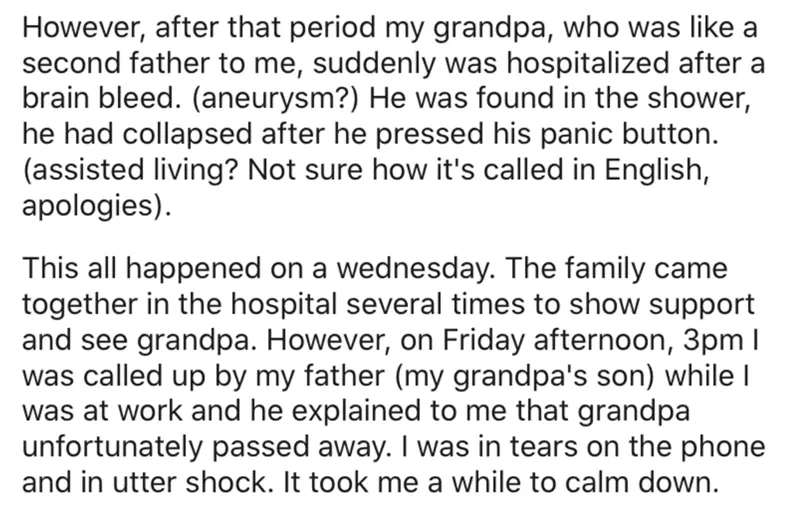 However, after that period my grandpa, who was like a
second father to me, suddenly was hospitalized after a
brain bleed. (aneurysm?) He was found in the shower,
he had collapsed after he pressed his panic button.
(assisted living? Not sure how it's called in English,
apologies).
This all happened on a wednesday. The family came
together in the hospital several times to show support
and see grandpa. However, on Friday afternoon, 3pm I
was called up by my father (my grandpa's son) while I
was at work and he explained to me that grandpa
unfortunately passed away. I was in tears on the phone
and in utter shock. It took me a while to calm down.